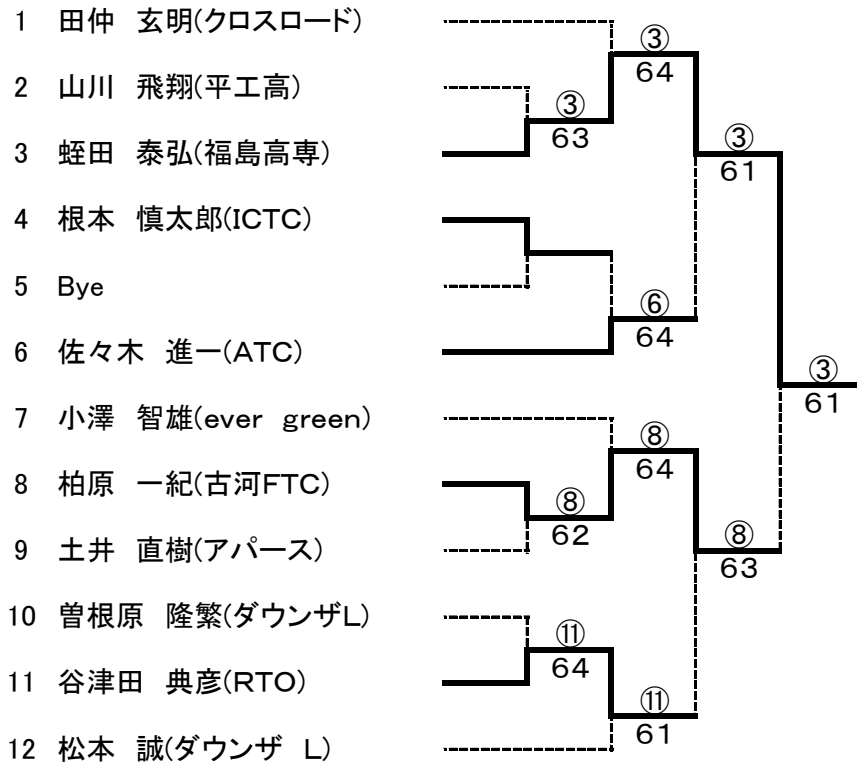 1 田仲 玄明(クロスロード)
2 山川 飛翔(平工高)
3 蛭田 泰弘(福島高専)
4 根本 慎太郎(ICTC)
5 Bye
6 佐々木 進一(ATC)
7 小澤 智雄(ever green)
8 柏原 一紀(古河FTC)
9 土井 直樹(アパース)
10 曽根原 隆繁(ダウンザL)
11 谷津田 典彦(RTO)
12 松本 誠(ダウンザ L)
③
63
⑧
62
⑪
64
③
64
⑥
64
⑧
64
⑪
61
③
61
⑧
63
③
61